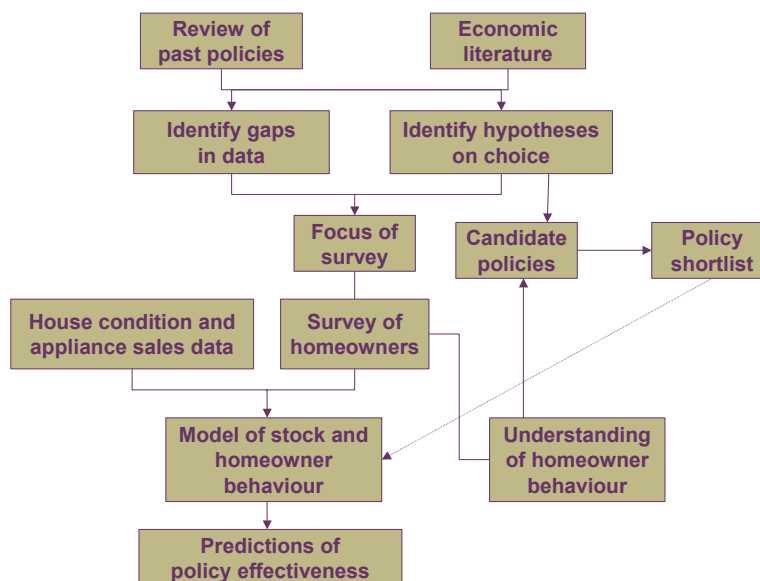 Review of
past policies
Economic
literature
Identify gaps
in data
Identify hypotheses
on choice
Focus of
survey
Candidate
policies
Policy
shortlist
House condition and
appliance sales data
Survey of
homeowners
Model of stock and
homeowner
behaviour
Understanding
of homeowner
behaviour
Predictions of
policy effectiveness